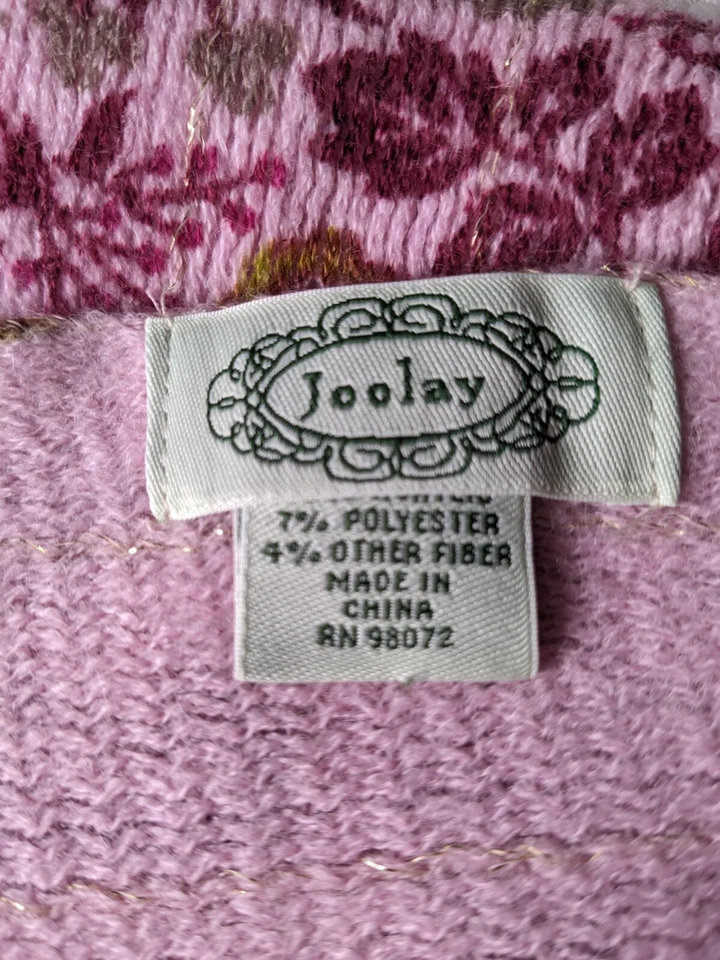 Joolay
7% POLYESTER
4% OTHER FIBER
MADE IN
CHINA
RN 98072